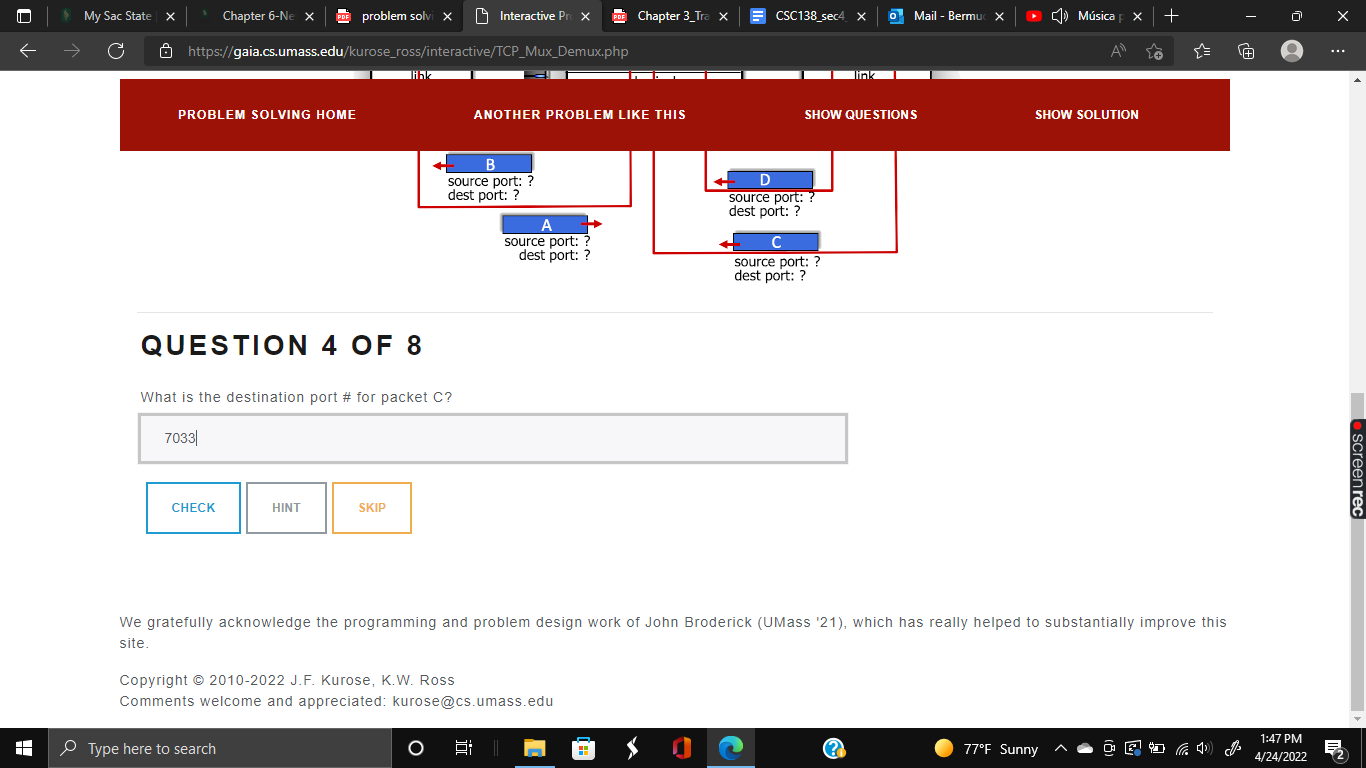 My Sac State
Chapter 6-Ne
problem solvi
Interactive Pr
Chapter 3_Tra
CSC138_sec4_
Mail - Bermud
Música p
https://gaia.cs.umass.edu/kurose_ross/interactive/TCP_Mux_Demux.php
link
link
PROBLEM SOLVING HOME
ANOTHER PROBLEM LIKE THIS
SHOW QUESTIONS
SHOW SOLUTION
B
source port: ?
dest port: ?
D
source port: ?
dest port: ?
A
source port: ?
dest port: ?
C
source port: ?
dest port: ?
QUESTION 4 OF 8
What is the destination port # for packet C?
7033
CHECK
HINT
SKIP
We gratefully acknowledge the programming and problem design work of John Broderick (UMass '21), which has really helped to substantially improve this
site.
Copyright © 2010-2022 J.F. Kurose, K.W. Ross
Comments welcome and appreciated: kurose@cs.umass.edu
screenrec
Type here to search
77°F Sunny
1:47 PM
4/24/2022
2